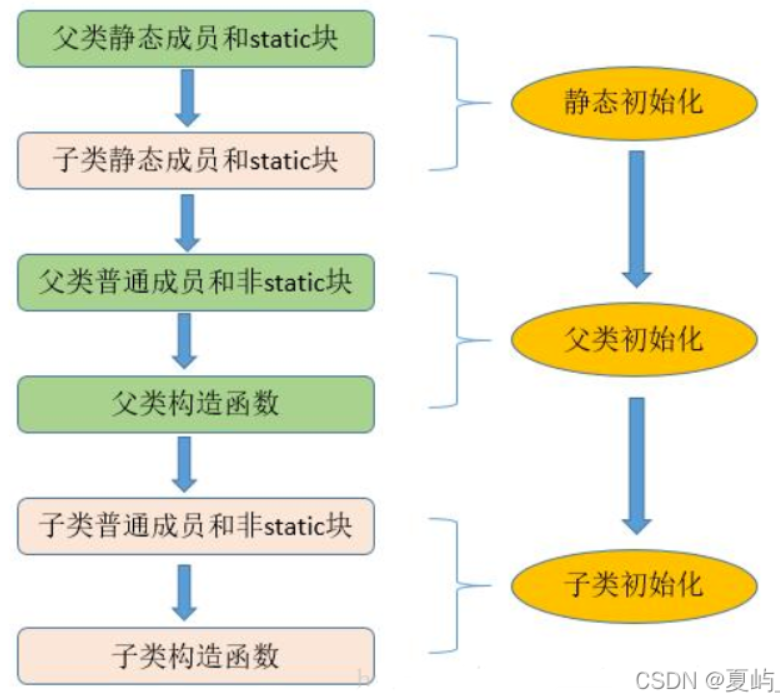 父类静态成员和static块
静态初始化
子类静态成员和static块
父类普通成员和非static块
父类初始化
父类构造函数
子类普通成员和非static块
子类初始化
子类构造函数
CSDN @夏屿_